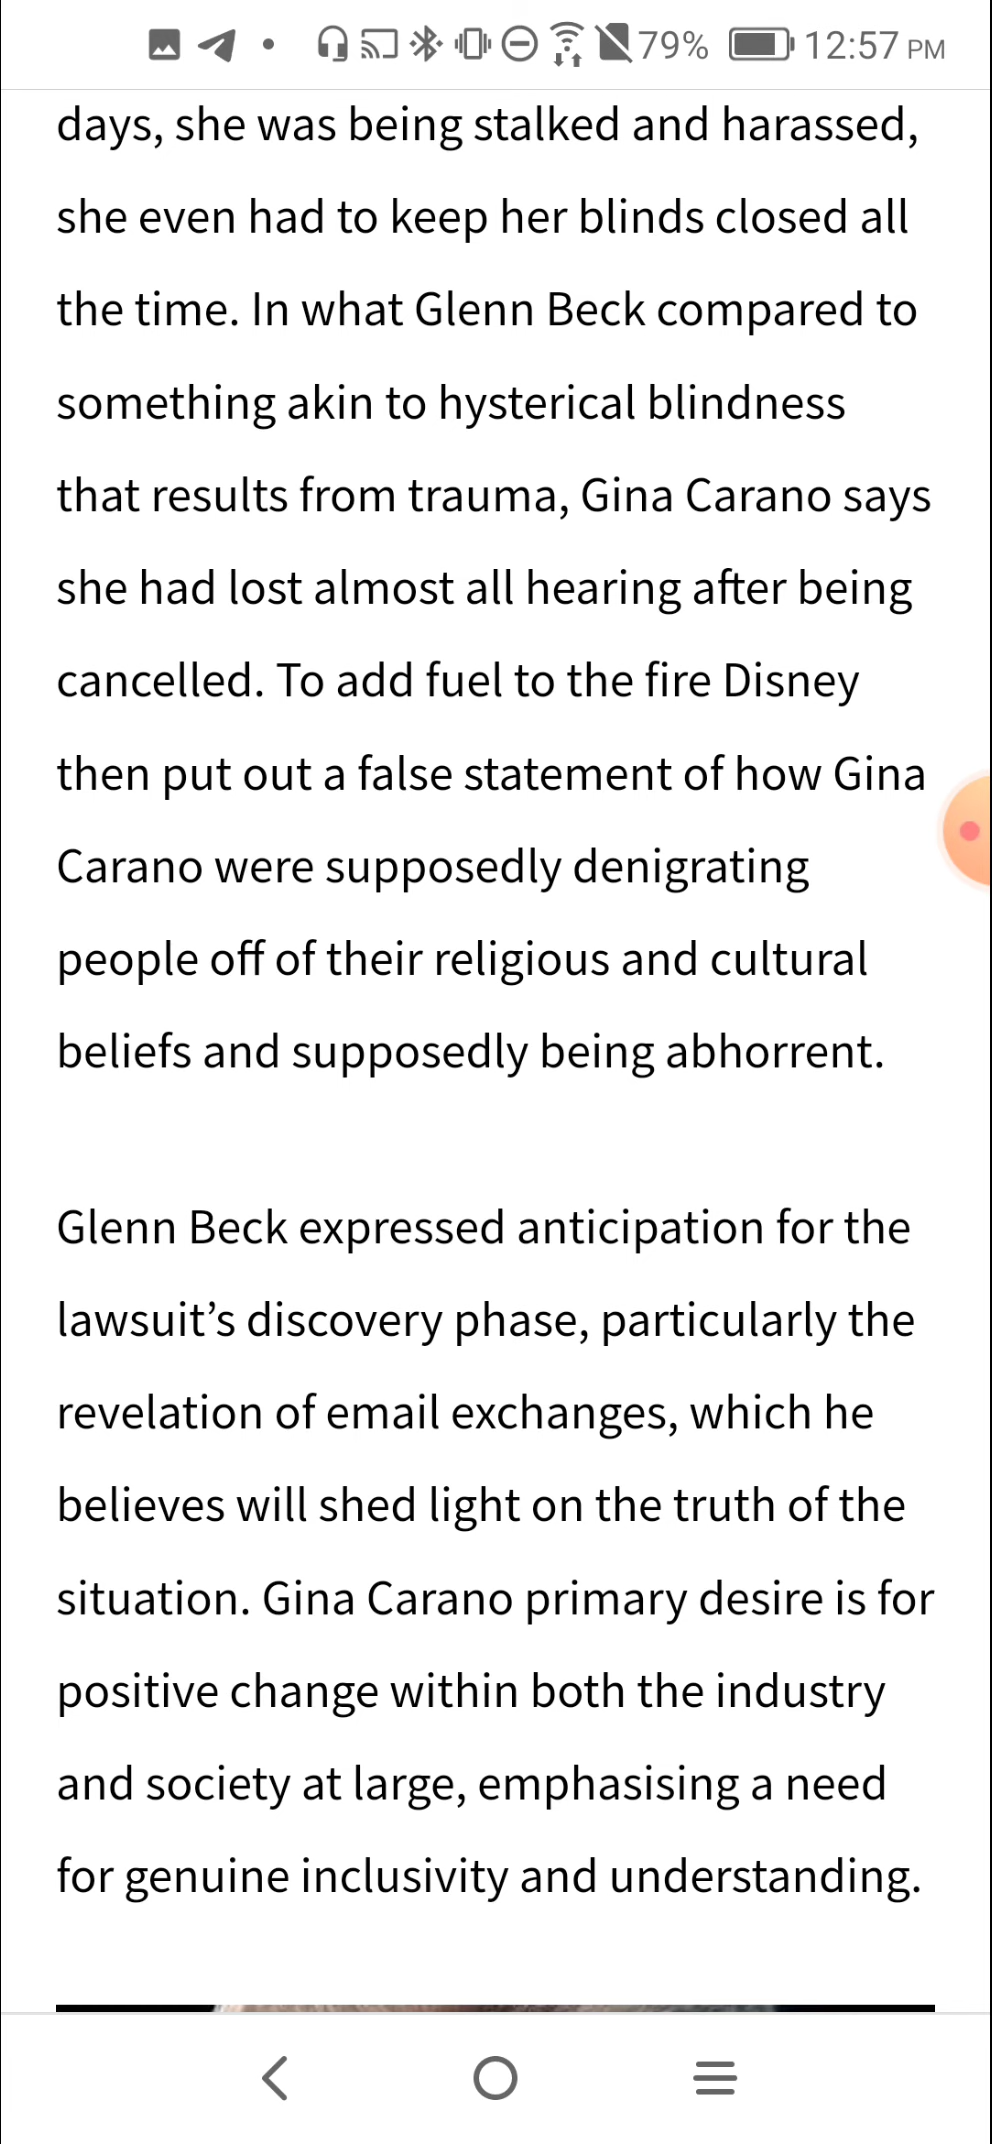 79% 12:57 PM
days, she was being stalked and harassed,
she even had to keep her blinds closed all
the time. In what Glenn Beck compared to
something akin to hysterical blindness
that results from trauma, Gina Carano says
she had lost almost all hearing after being
cancelled. To add fuel to the fire Disney
then put out a false statement of how Gina
Carano were supposedly denigrating
people off of their religious and cultural
beliefs and supposedly being abhorrent.
Glenn Beck expressed anticipation for the
lawsuit’s discovery phase, particularly the
revelation of email exchanges, which he
believes will shed light on the truth of the
situation. Gina Carano primary desire is for
positive change within both the industry
and society at large, emphasising a need
for genuine inclusivity and understanding.